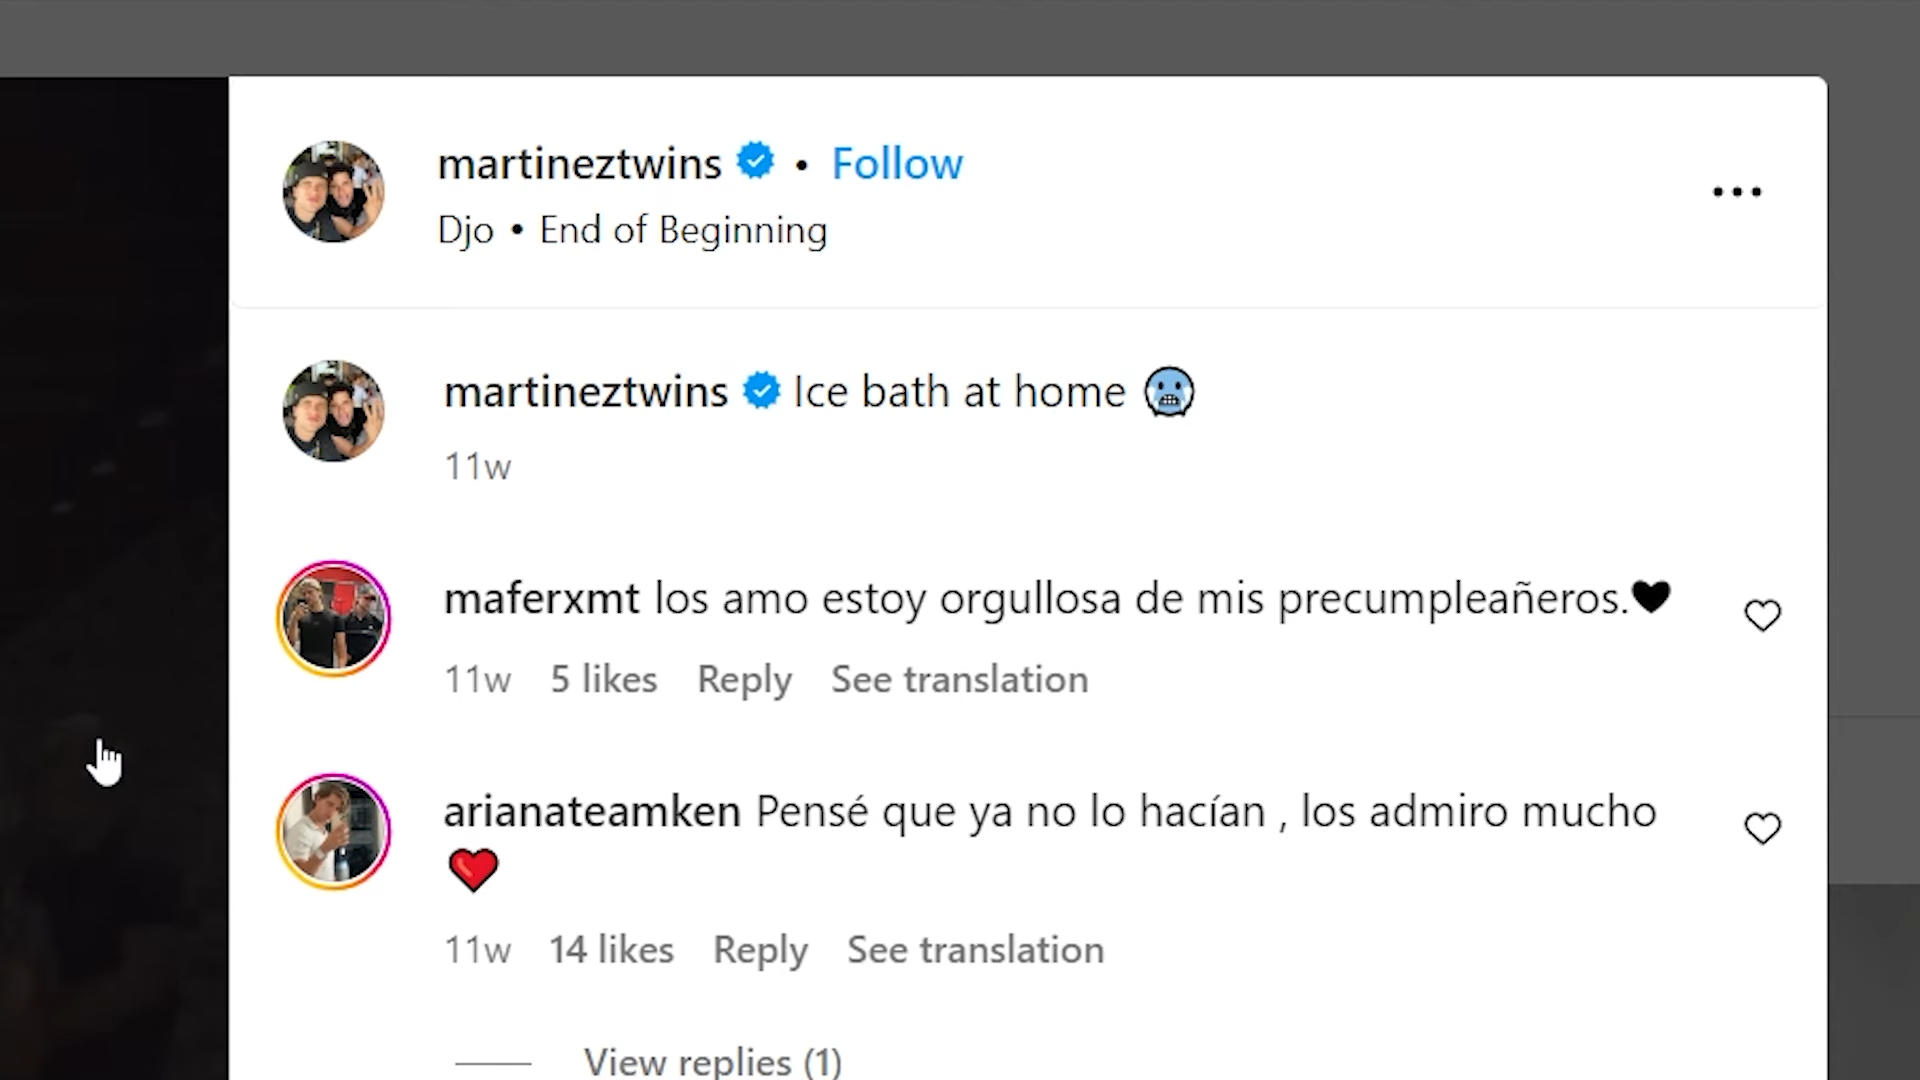 martineztwins • Follow
Djo • End of Beginning
martineztwins Ice bath at home 🥶
11w
maferxmt los amo estoy orgullosa de mis precumpleañeros.🖤
11w 5 likes Reply See translation
arianateamken Pensé que ya no lo hacían , los admiro mucho
❤️
11w 14 likes Reply See translation
View replies (1)